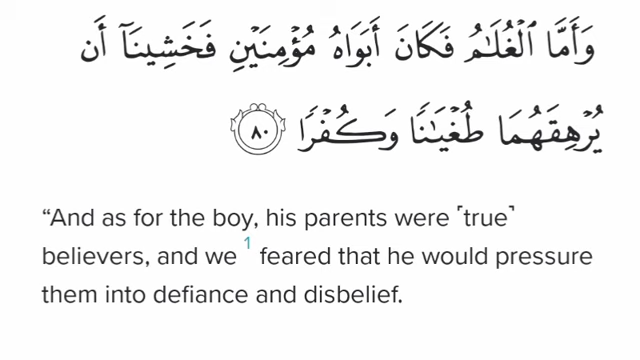 وَأَمَّا ٱلْغُلَـٰمُ فَكَانَ أَبَوَاهُ مُؤْمِنَيْنِ فَخَشِينَآ أَن
يُرْهِقَهُمَا طُغْيَـٰنًا وَكُفْرًا ٨٠
“And as for the boy, his parents were ˹true˺
believers, and we 1 feared that he would pressure
them into defiance and disbelief.